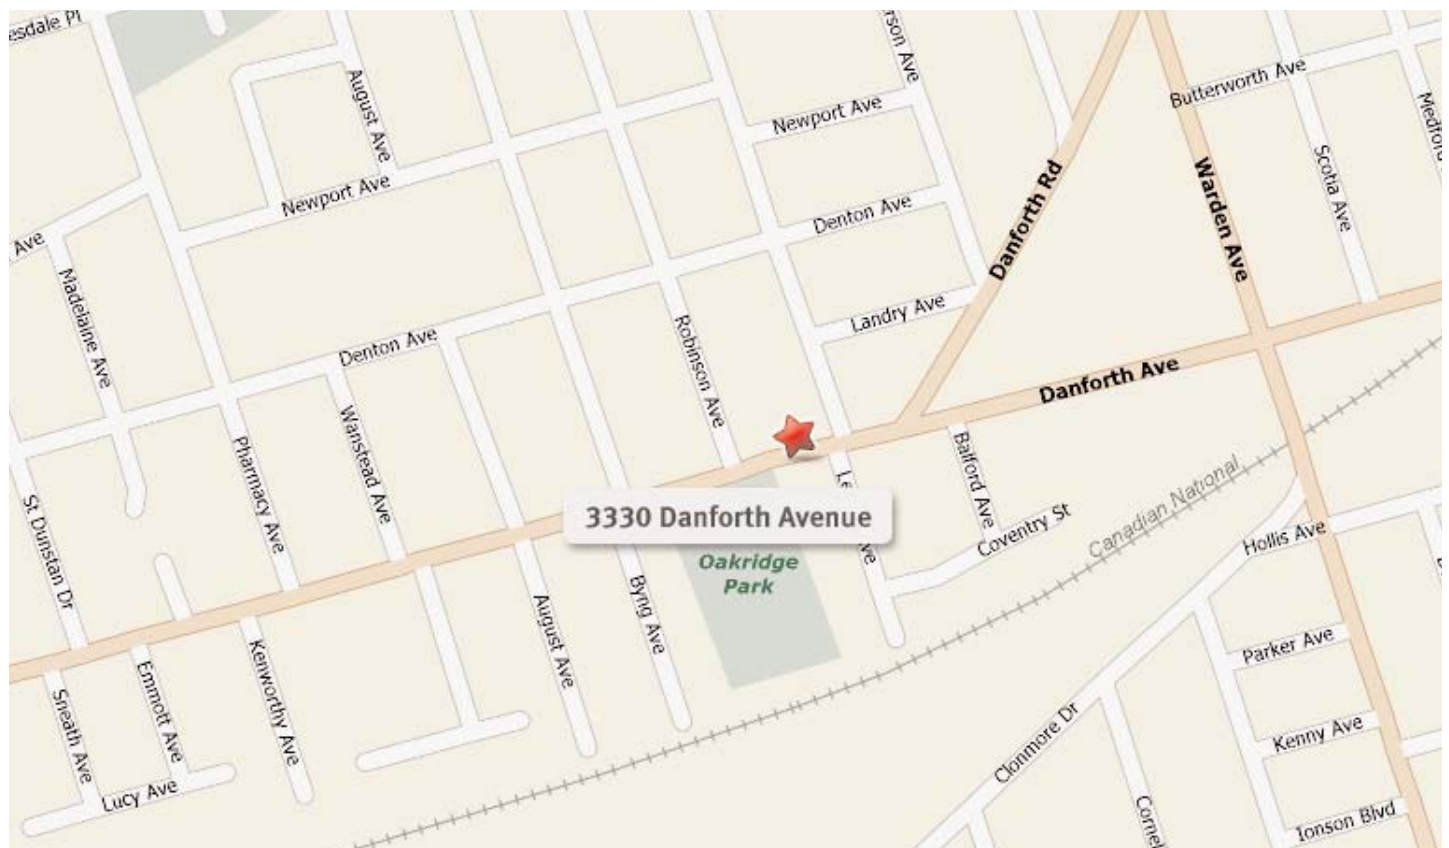 August Ave
Newport Ave
Butterworth Ave
Newport Ave
Scotia Ave
Danforth Rd
Warden Ave
Denton Ave
Ave
Madelaine Ave
Landry Ave
Robinson Ave
Denton Ave
Danforth Ave
Wanstead Ave
Pharmacy Ave
Balford Ave
Canadian National
St Dunstan Dr
3330 Danforth Avenue
Coventry St
Hollis Ave
Oakridge
Park
Byng Ave
August Ave
Parker Ave
Kenworthy Ave
Emmott Ave
Sneath Ave
Clonmore Dr
Kenny Ave
Lucy Ave
Ionson Blvd